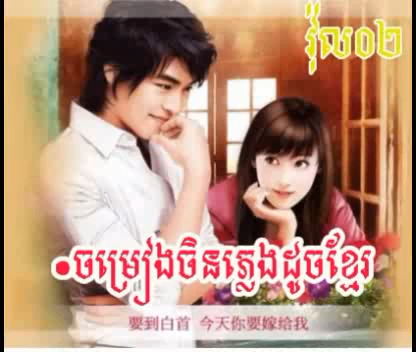 វ៉ុល០២
•ចម្រៀងចិនភ្លេងដូចខ្មែរ
要到白首 今天你要嫁给我